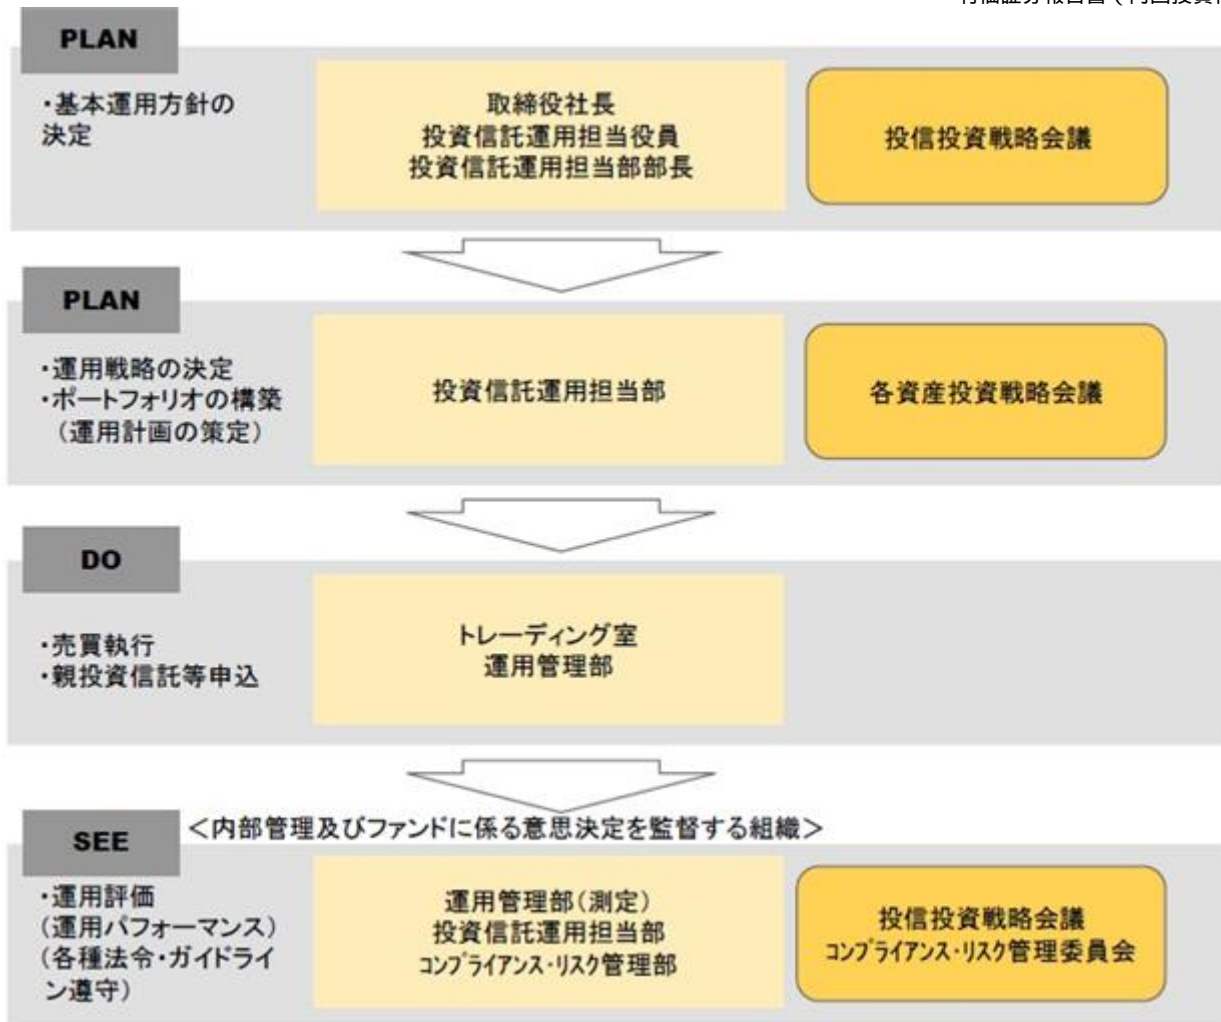 PLAN
・基本運用方針の
決定
取締役社長
投資信託運用担当役員
投資信託運用担当部部長
投信投資戦略会議
PLAN
・運用戦略の決定
・ポートフォリオの構築
（運用計画の策定）
投資信託運用担当部
各資産投資戦略会議
DO
・売買執行
・親投資信託等申込
トレーディング室
運用管理部
SEE
＜内部管理及びファンドに係る意思決定を監督する組織＞
・運用評価
（運用パフォーマンス）
（各種法令・ガイドライ
ン遵守）
運用管理部（測定）
投資信託運用担当部
ｺﾝﾌﾟﾗｲｱﾝｽ・ﾘｽｸ管理部
投信投資戦略会議
ｺﾝﾌﾟﾗｲｱﾝｽ・ﾘｽｸ管理委員会